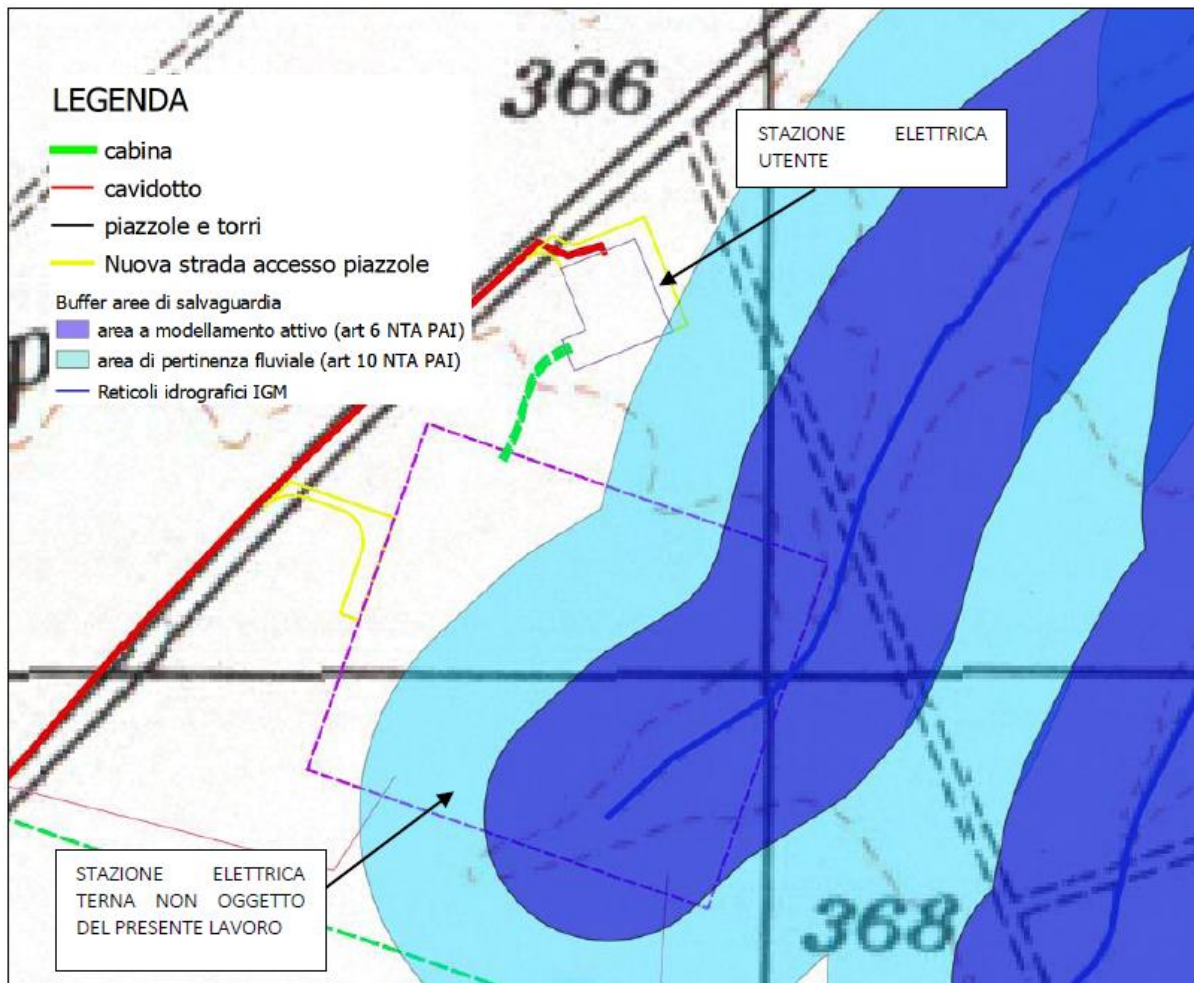 366
LEGENDA
cabina
cavidotto
piazzole e torri
Nuova strada accesso piazzole
Buffer aree di salvaguardia
area a modellamento attivo (art 6 NTA PAI)
area di pertinenza fluviale (art 10 NTA PAI)
Reticoli idrografici IGM
STAZIONE ELETTRICA
UTENTE
STAZIONE ELETTRICA
TERNA NON OGGETTO
DEL PRESENTE LAVORO
368